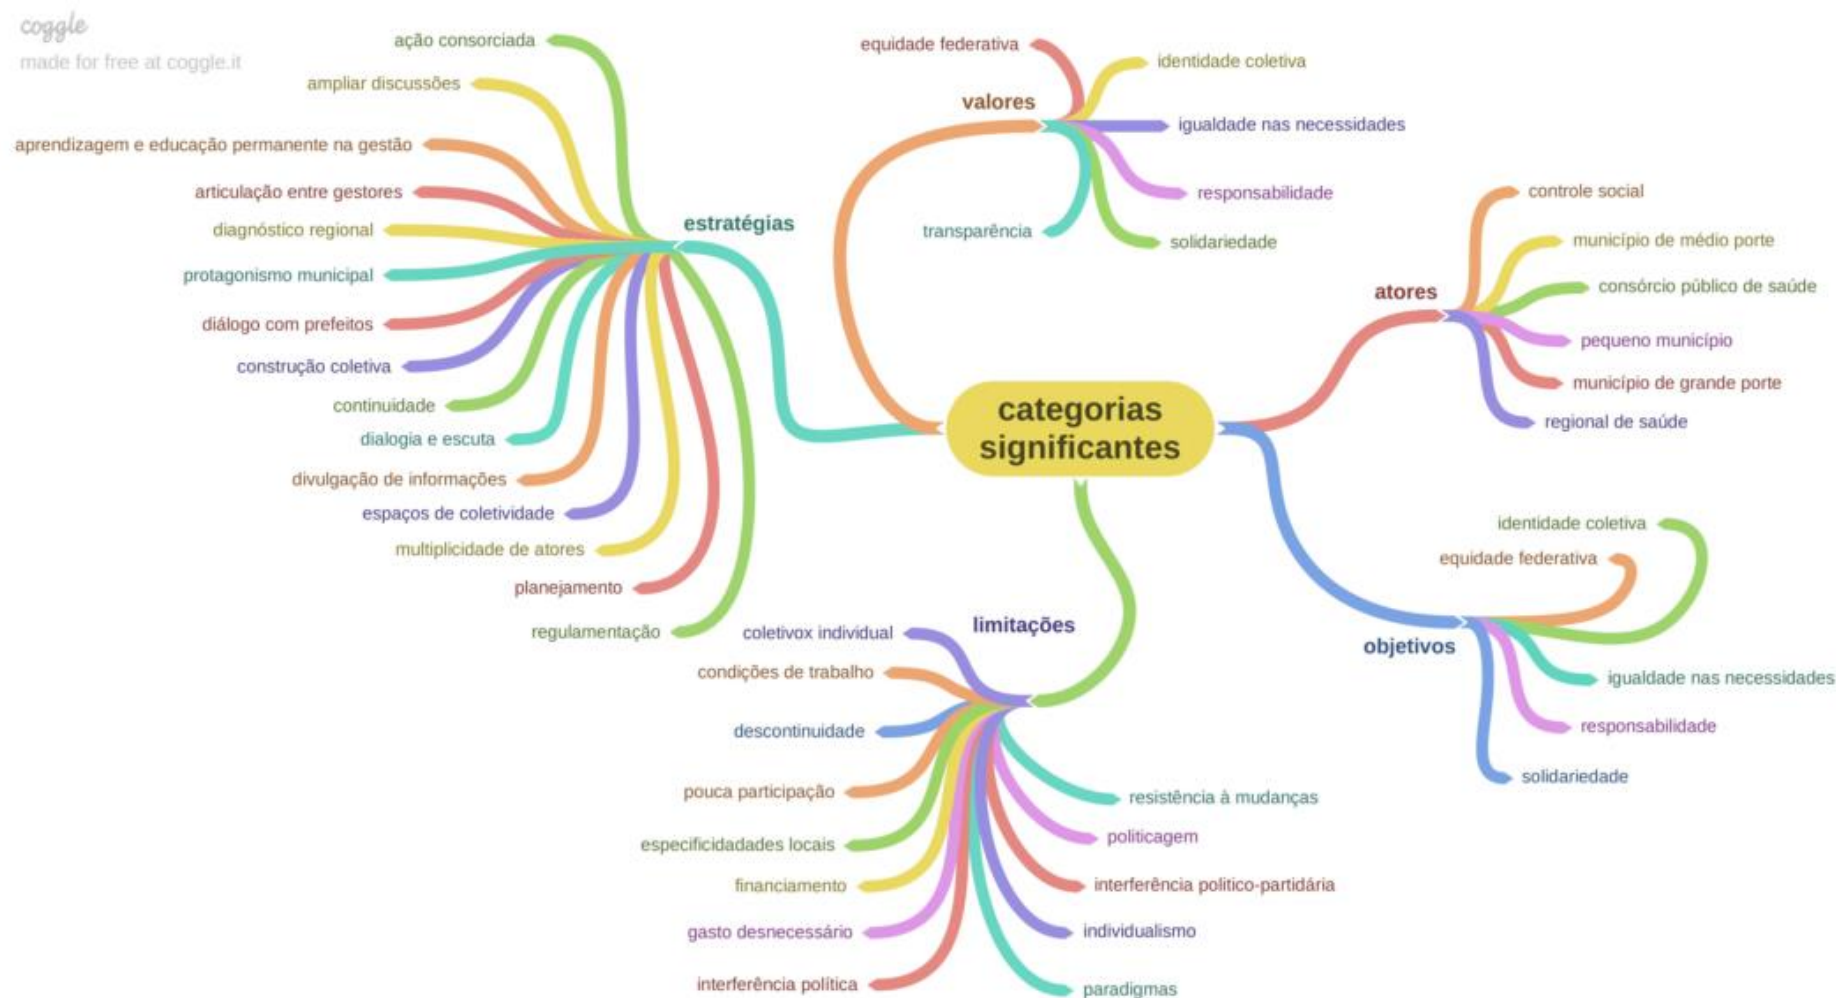 coggle
made for free at coggle.it
ação consorciada
ampliar discussões
aprendizagem e educação permanente na gestão
articulação entre gestores
diagnóstico regional
protagonismo municipal
diálogo com prefeitos
construção coletiva
continuidade
dialogia e escuta
divulgação de informações
espaços de coletividade
multiplicidade de atores
planejamento
regulamentação
estratégias
equidade federativa
valores
identidade coletiva
igualdade nas necessidades
responsabilidade
transparência
solidariedade
categorias
significantes
atores
controle social
município de médio porte
consórcio público de saúde
pequeno município
município de grande porte
regional de saúde
identidade coletiva
equidade federativa
objetivos
igualdade nas necessidades
responsabilidade
solidariedade
limitações
coletivox individual
condições de trabalho
descontinuidade
pouca participação
especificidadades locais
financiamento
gasto desnecessário
interferência política
resistência à mudanças
politicagem
interferência politico-partidária
individualismo
paradigmas